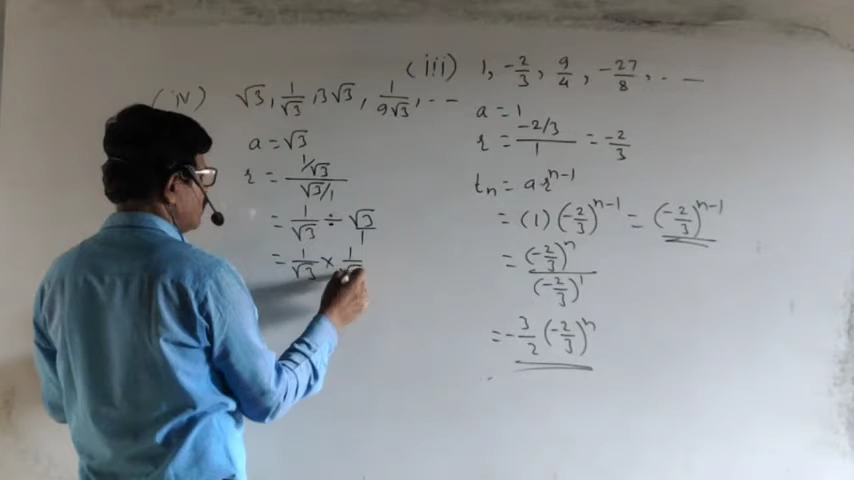 (iii) 1, -2/3, 9/4, -27/8, . . —
a = 1
r = (-2/3)/1 = -2/3
tₙ = a rⁿ⁻¹
= (1) (-2/3)ⁿ⁻¹ = (-2/3)ⁿ⁻¹
= (-2/3)ⁿ/(-2/3)¹
= -3/2 (-2/3)ⁿ
(iv) √3, 1/√3, 3√3, 1/9√3, . . —
a = √3
r = (1/√3)/(√3/1)
= 1/√3 ÷ √3/1
= 1/√3 × 1/√